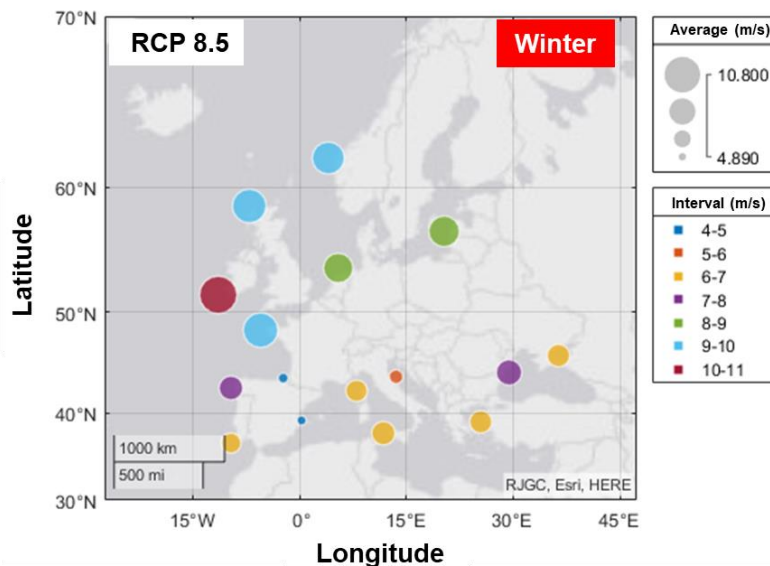 70°N
RCP 8.5
Winter
60°N
50°N
40°N
30°N
Latitude
1000 km
500 mi
RJGC, Esri, HERE
15°W
0°
15°E
30°E
45°E
Longitude
Average (m/s)
10.800
4.890
Interval (m/s)
4-5
5-6
6-7
7-8
8-9
9-10
10-11